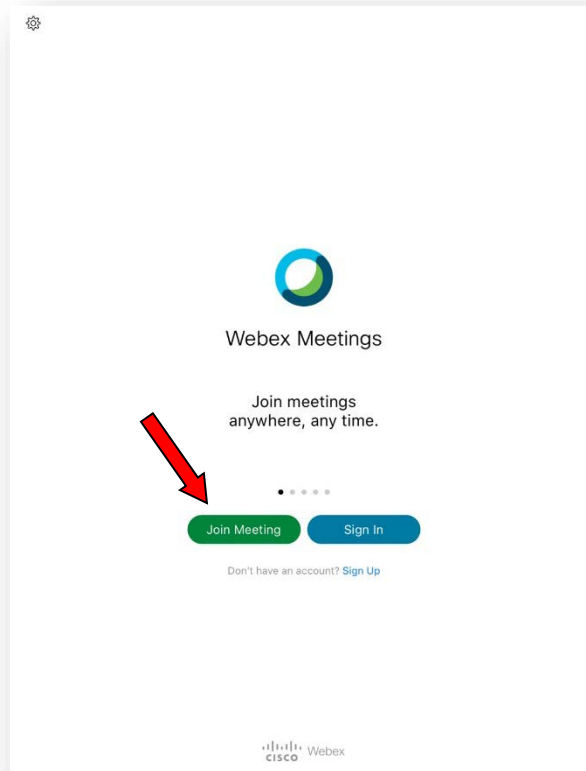 Webex Meetings
Join meetings
anywhere, any time.
Join Meeting
Sign In
Don't have an account? Sign Up
CISCO Webex